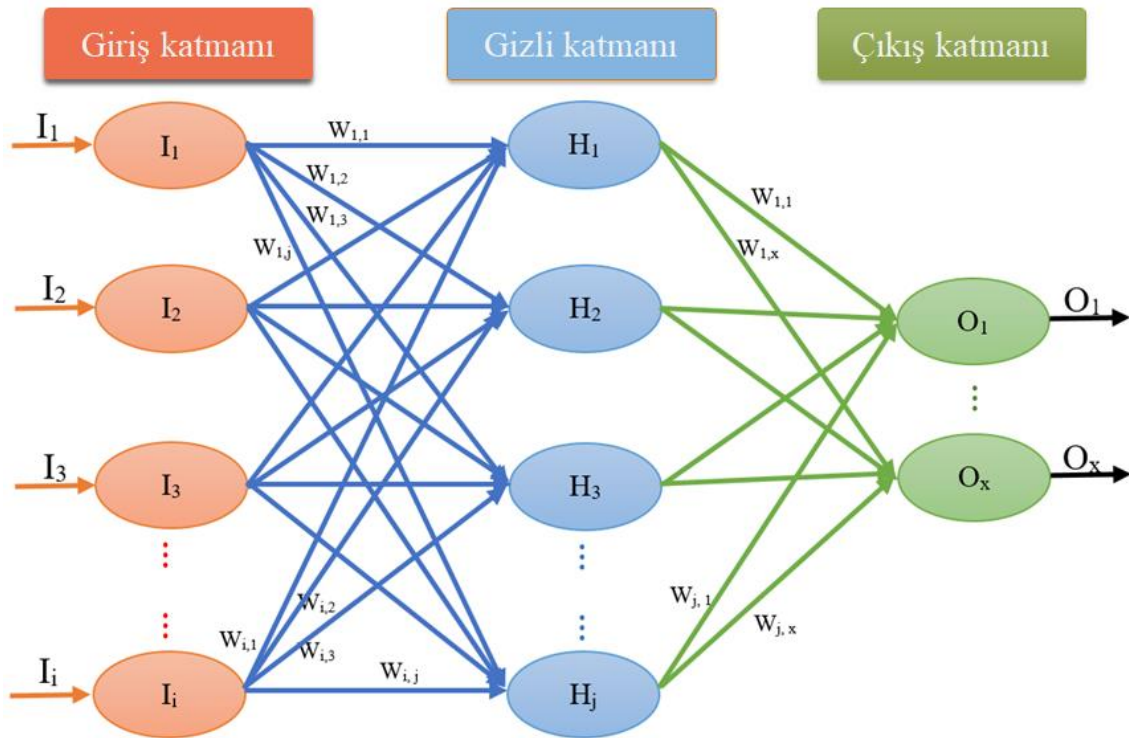 Giriş katmanı
Gizli katmanı
Çıkış katmanı
I1
I1
W1,1
H1
W1,2
W1,3
W1,j
W1,1
W1,x
I2
I2
H2
O1
O1
I3
I3
H3
Ox
Ox
Wi,2
Wi,1
Wi,3
Wi, j
Wj, 1
Wj, x
Ii
Ii
Hj